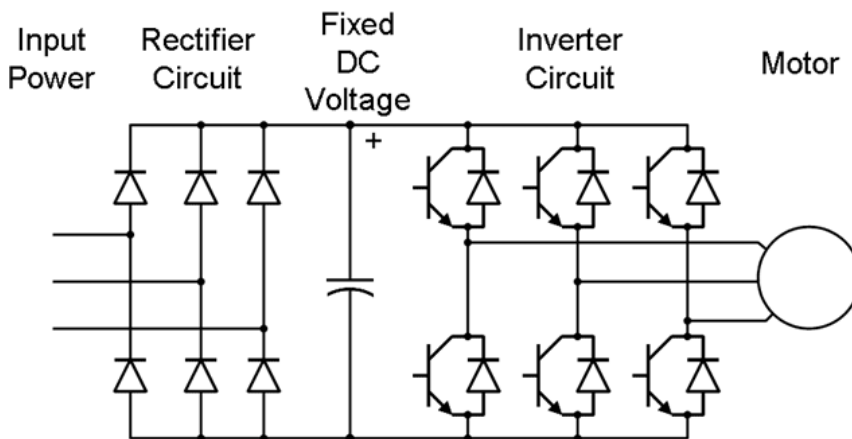 Input
Power
Rectifier
Circuit
Fixed
DC
Voltage
+
Inverter
Circuit
Motor